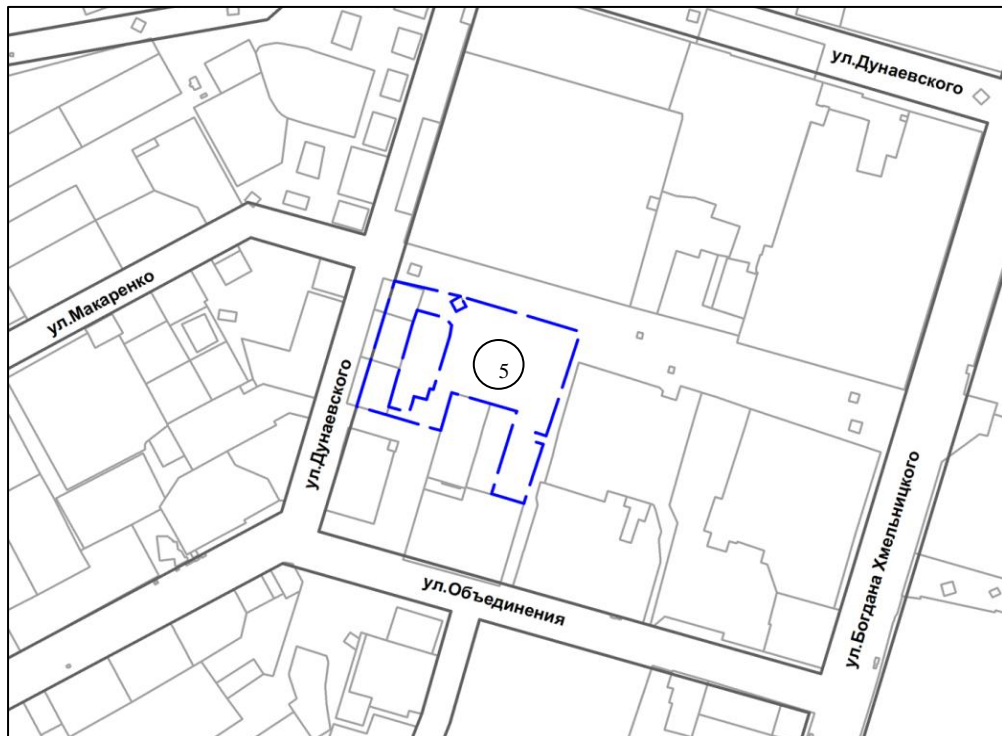 ул.Дунаевского
ул.Макаренко
5
ул.Дунаевского
ул.Богдана Хмельницкого
ул.Объединения